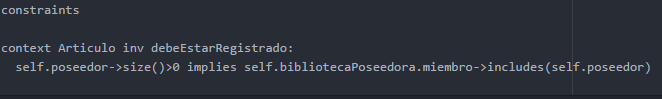 constraints
context Articulo inv debeEstarRegistrado:
self.poseedor->size()>0 implies self.bibliotecaPoseedora.miembro->includes(self.poseedor)